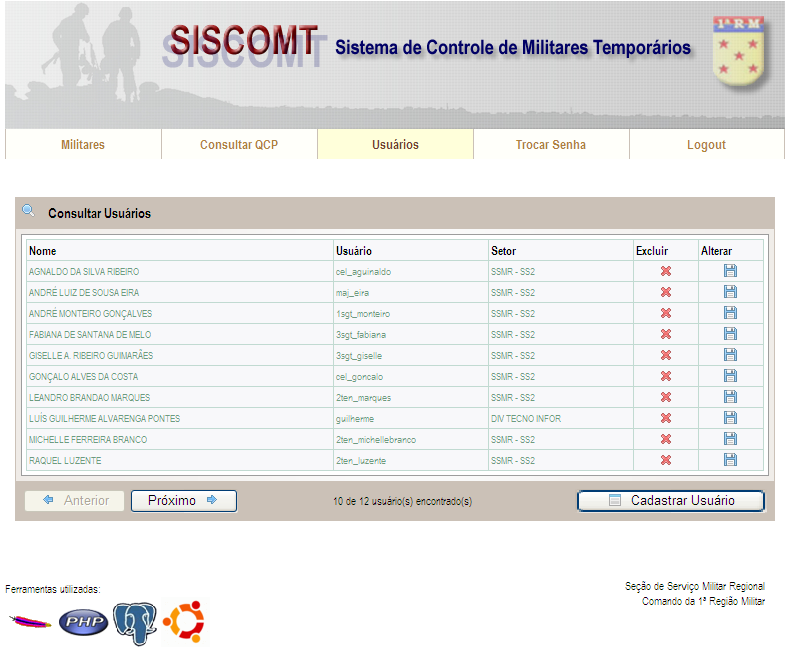 SISCOMT Sistema de Controle de Militares Temporários
1ª R M
Militares Consultar QCP Usuários Trocar Senha Logout
Consultar Usuários
Nome Usuário Setor Excluir Alterar
AGNALDO DA SILVA RIBEIRO cel_aguinaldo SSMR - SS2
ANDRÉ LUIZ DE SOUSA EIRA maj_eira SSMR - SS2
ANDRÉ MONTEIRO GONÇALVES 1sgt_monteiro SSMR - SS2
FABIANA DE SANTANA DE MELO 3sgt_fabiana SSMR - SS2
GISELLE A. RIBEIRO GUIMARÃES 3sgt_giselle SSMR - SS2
GONÇALO ALVES DA COSTA cel_goncalo SSMR - SS2
LEANDRO BRANDAO MARQUES 2ten_marques SSMR - SS2
LUÍS GUILHERME ALVARENGA PONTES guilherme DIV TECNO INFOR
MICHELLE FERREIRA BRANCO 2ten_michellebranco SSMR - SS2
RAQUEL LUZENTE 2ten_luzente SSMR - SS2
Anterior Próximo 10 de 12 usuário(s) encontrado(s) Cadastrar Usuário
Ferramentas utilizadas:
PHP
Seção de Serviço Militar Regional
Comando da 1ª Região Militar